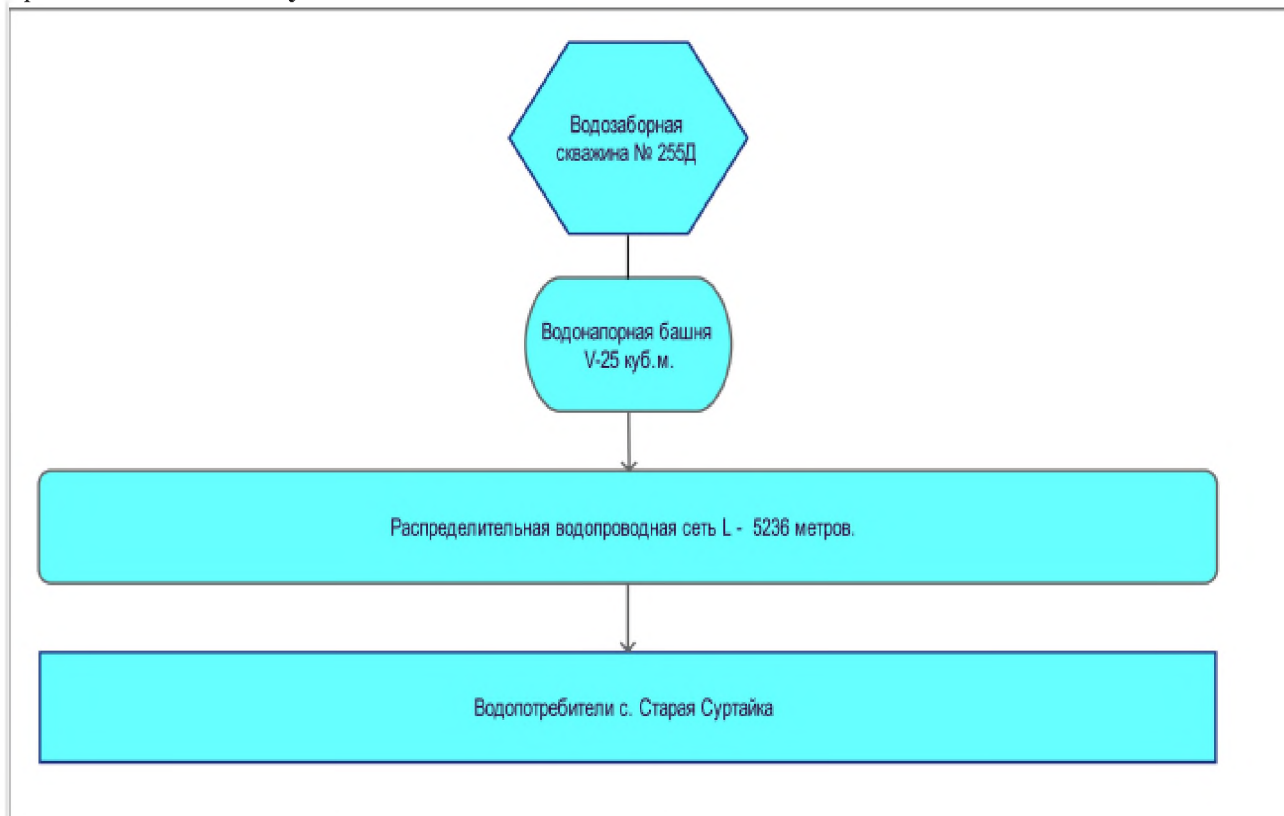 Водозаборная
скважина № 255Д
Водонапорная башня
V-25 куб.м.
Распределительная водопроводная сеть L - 5236 метров.
Водопотребители с. Старая Суртайка